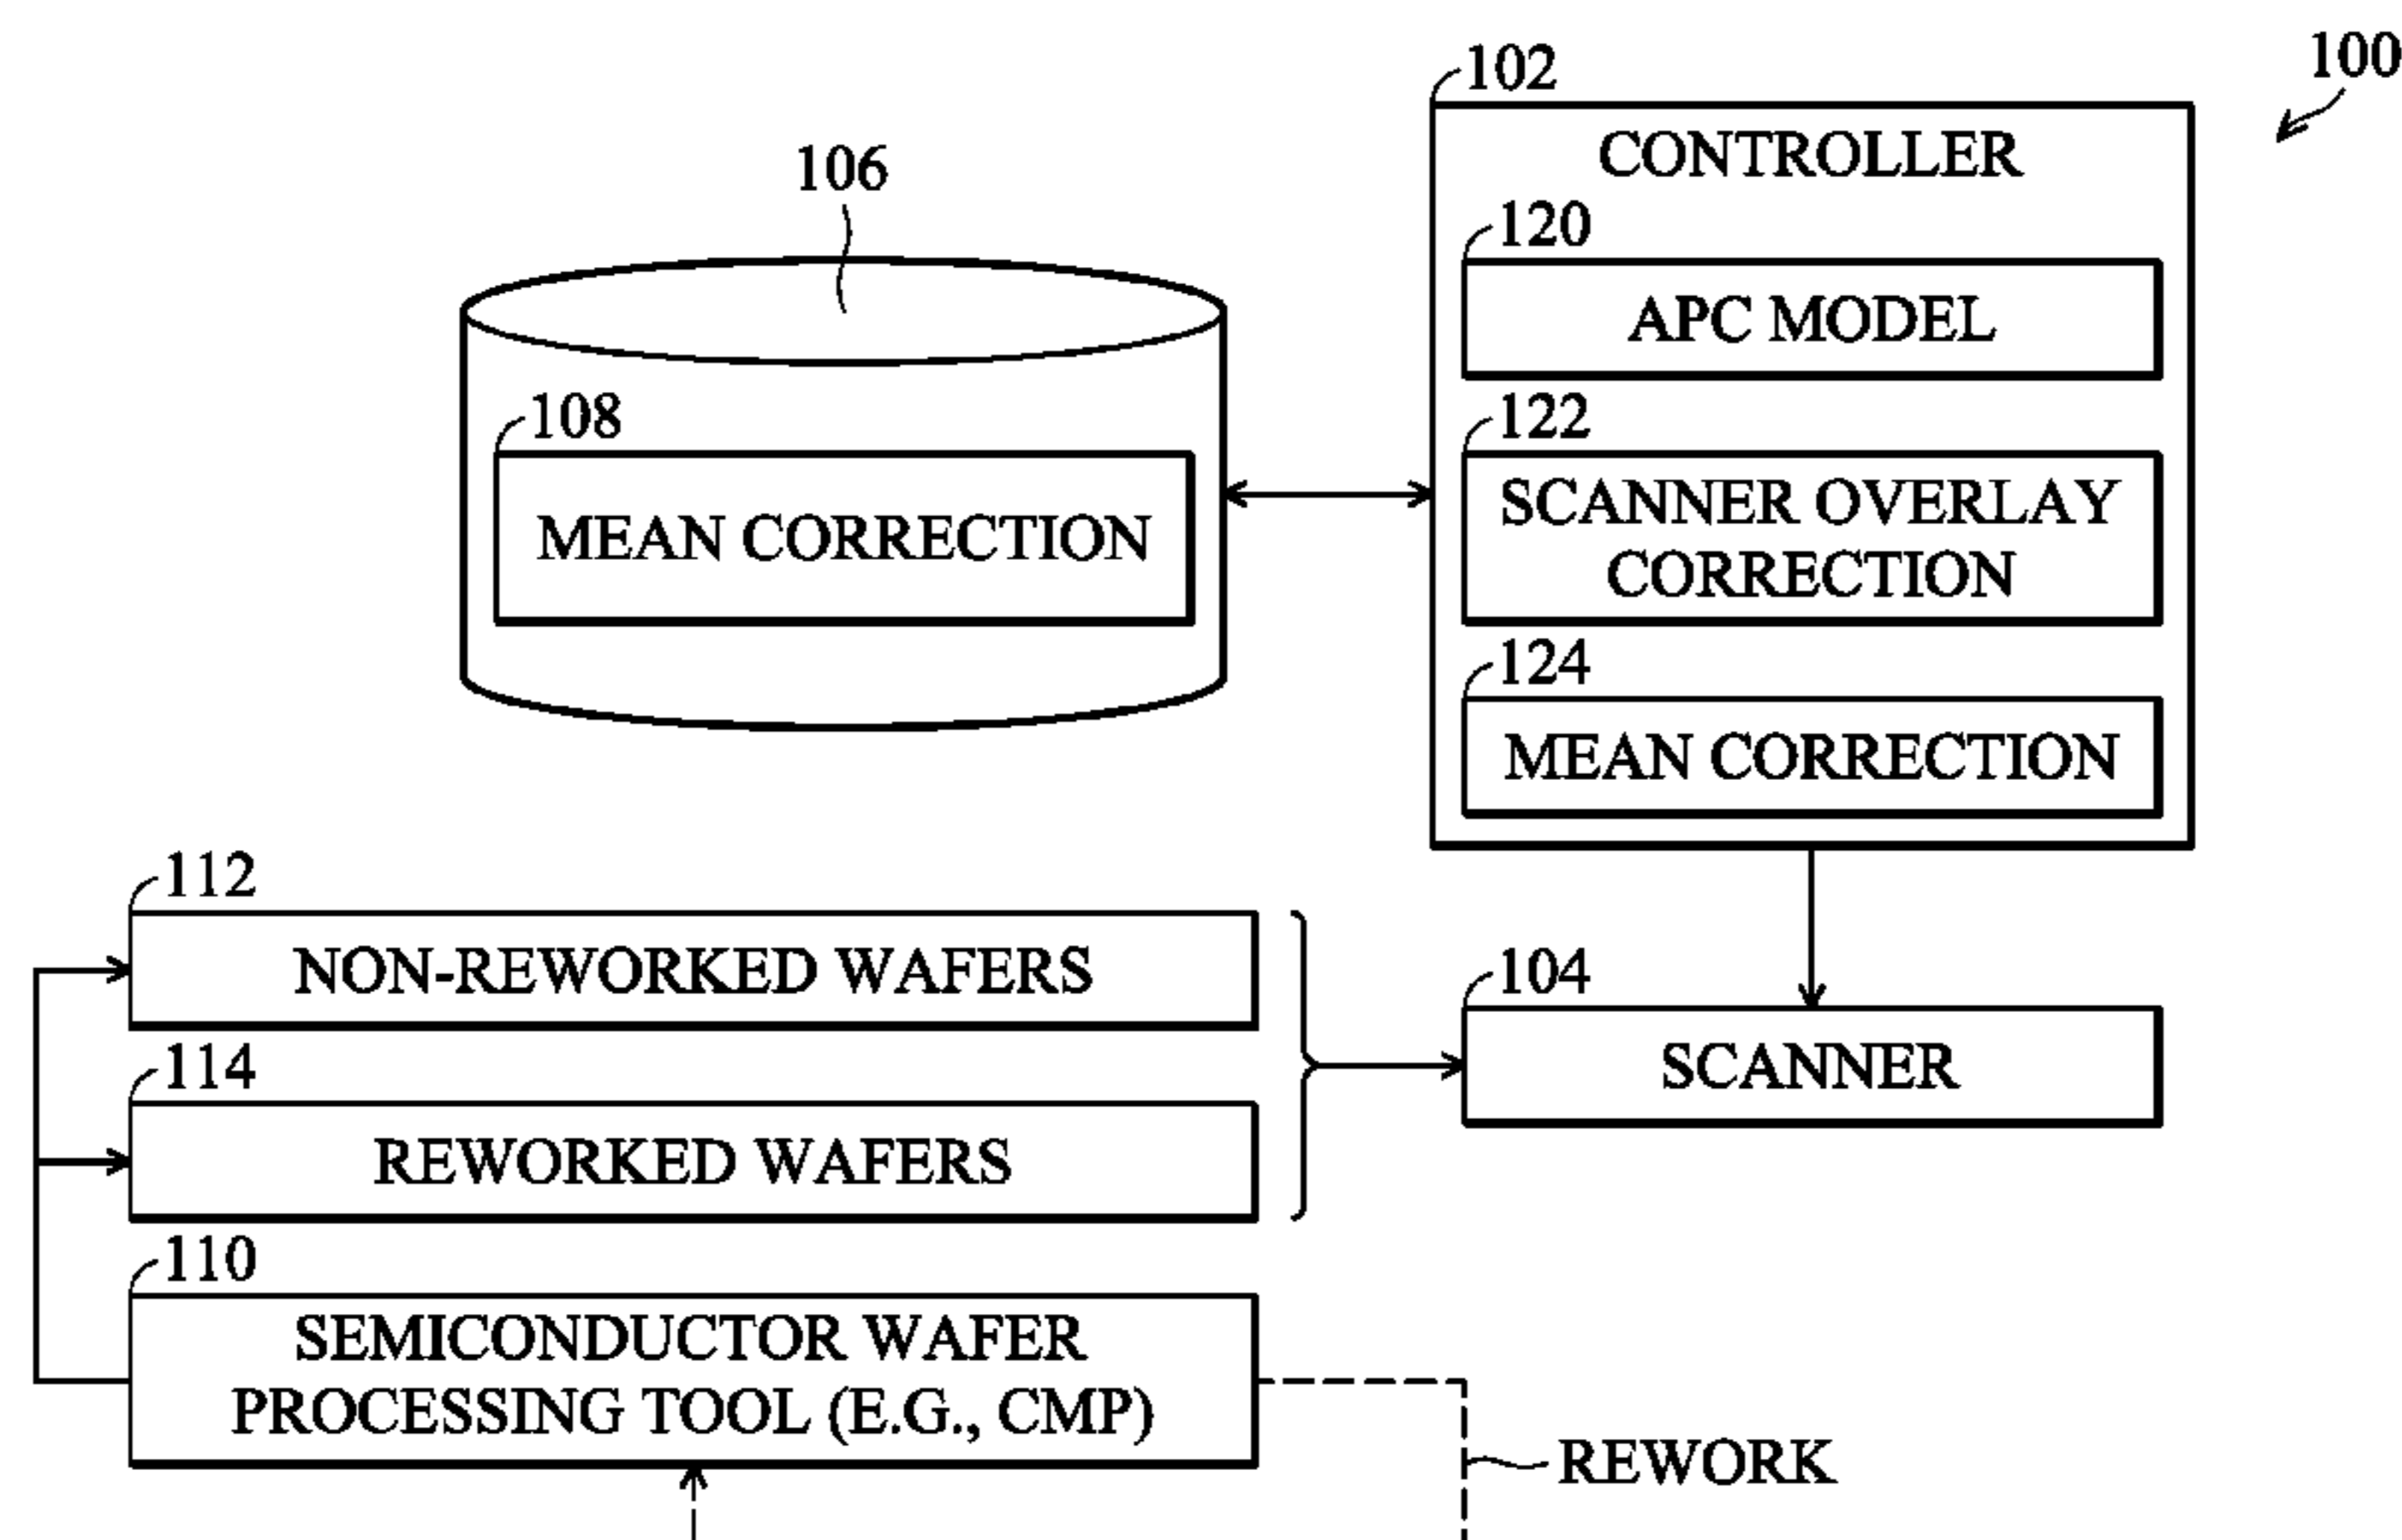 100
102
CONTROLLER
120
APC MODEL
122
SCANNER OVERLAY
CORRECTION
124
MEAN CORRECTION
106
108
MEAN CORRECTION
112
NON-REWORKED WAFERS
114
REWORKED WAFERS
104
SCANNER
110
SEMICONDUCTOR WAFER
PROCESSING TOOL (E.G., CMP)
REWORK